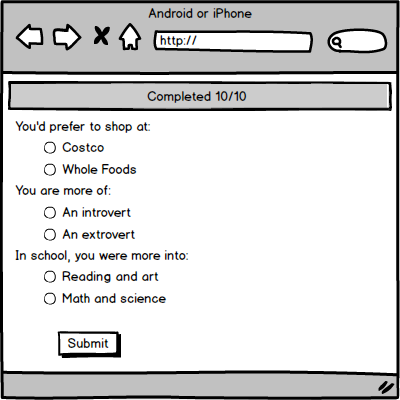 Android or iPhone
http://
Completed 10/10
You'd prefer to shop at:
Costco
Whole Foods
You are more of:
An introvert
An extrovert
In school, you were more into:
Reading and art
Math and science
Submit